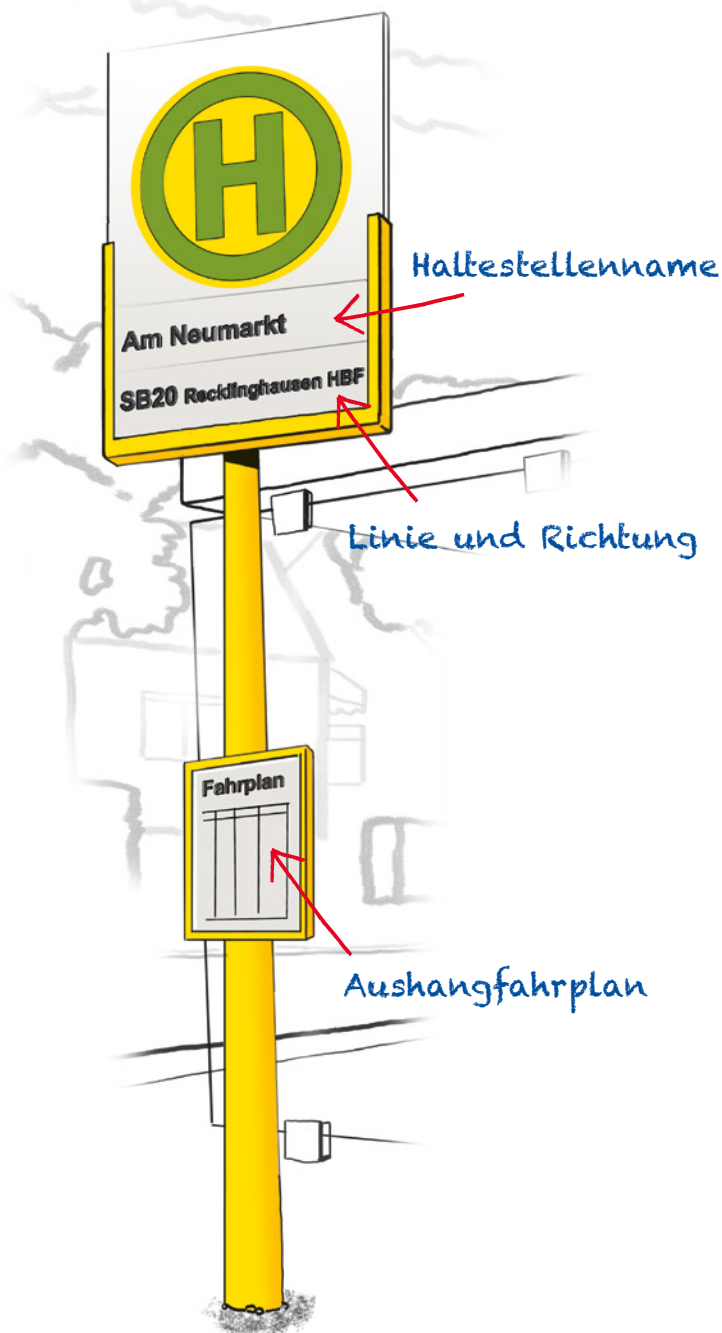 H
Haltestellenname
Am Neumarkt
SB20 Recklinghausen HBF
Linie und Richtung
Fahrplan
Aushangfahrplan